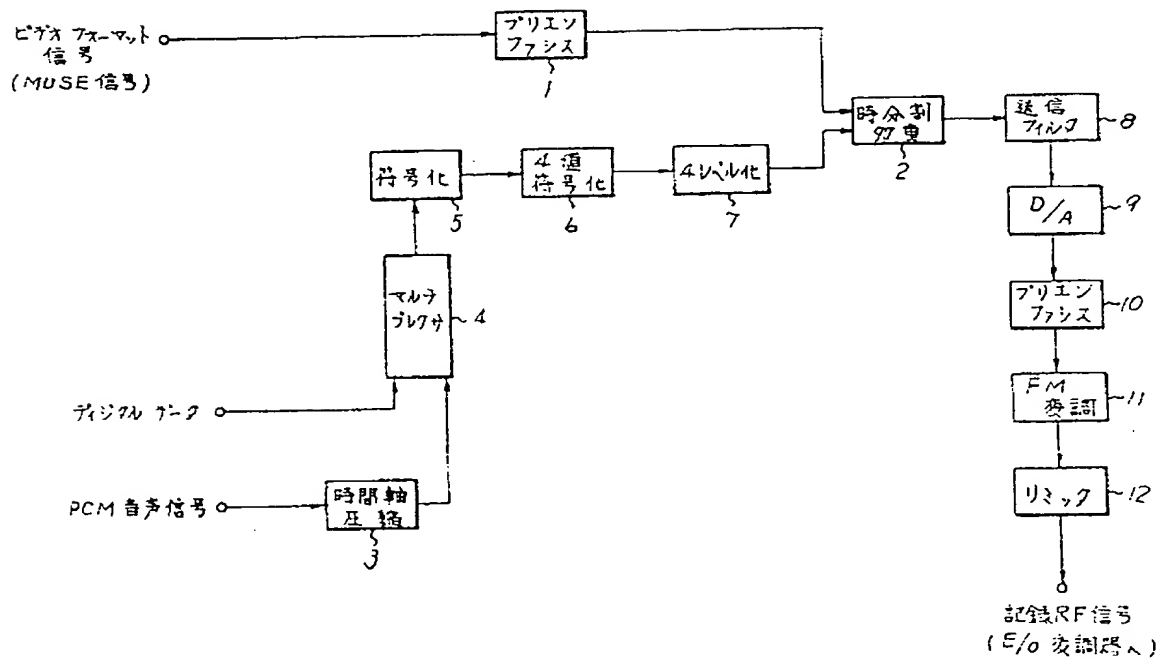 ビデオフォーマット
信号
(MUSE信号)
プリエン
ファシス
1
時分割
多重
2
送信
フィルタ
8
符号化
5
4値
符号化
6
4レベル化
7
D/A
9
マルチ
プレクサ
4
プリエン
ファシス
10
FM
変調
11
ディジタルデータ
PCM音声信号
時間軸
圧縮
3
リミッタ
12
記録RF信号
(E/O変調器へ)